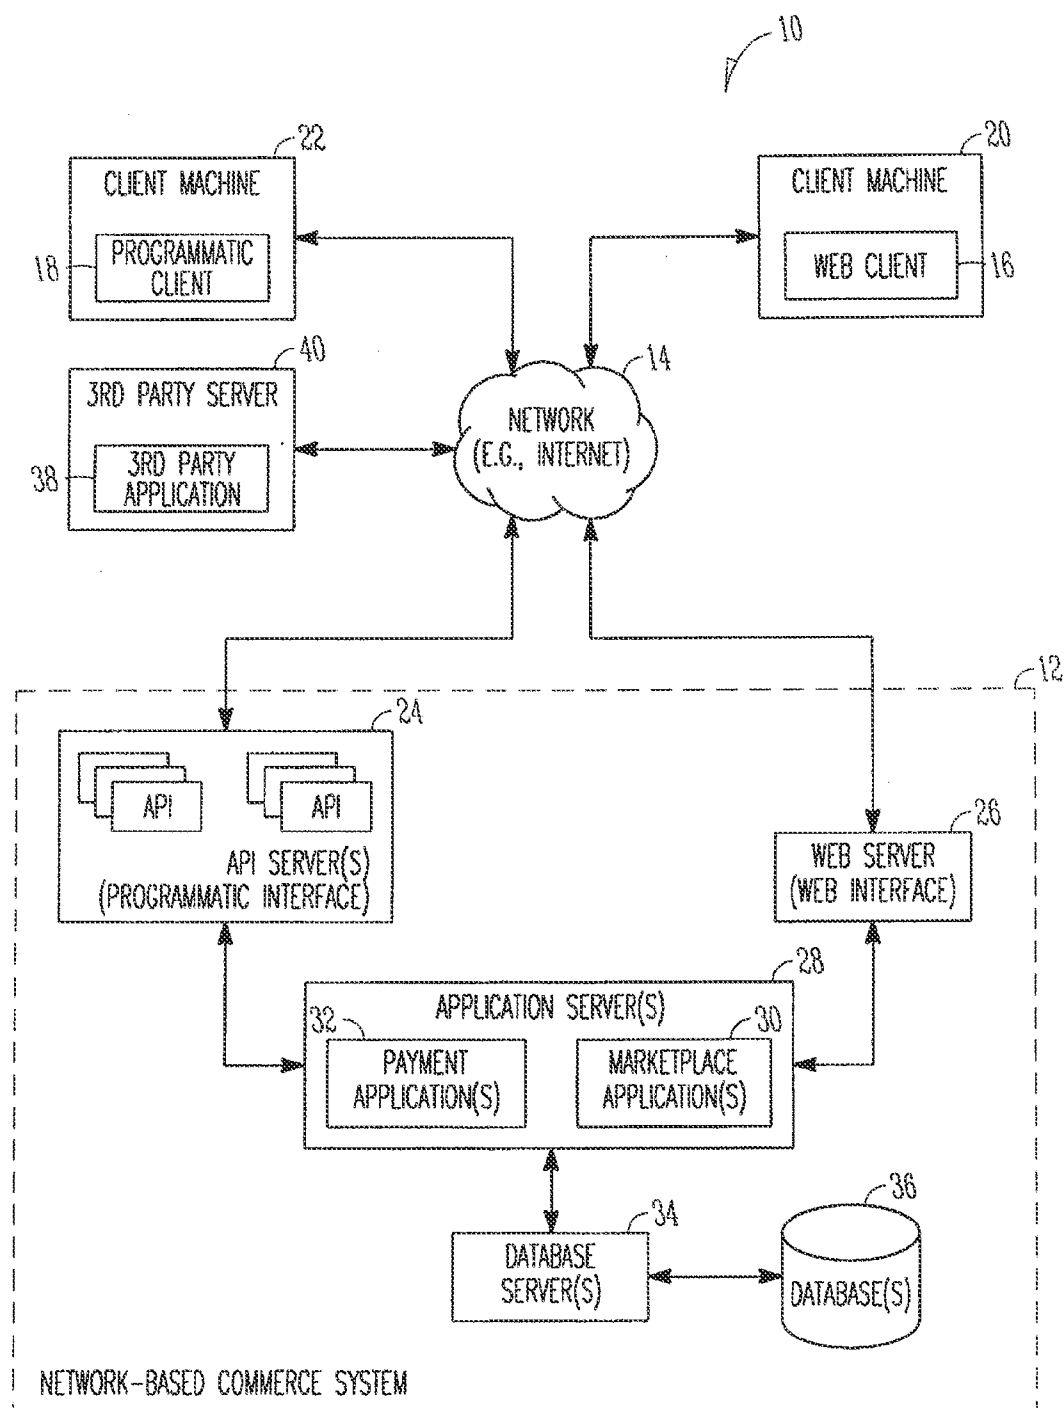 10
22
CLIENT MACHINE
PROGRAMMATIC
CLIENT
18
20
CLIENT MACHINE
WEB CLIENT
16
40
3RD PARTY SERVER
3RD PARTY
APPLICATION
38
14
NETWORK
(E.G., INTERNET)
12
24
API
API
API SERVER(S)
(PROGRAMMATIC INTERFACE)
26
WEB SERVER
(WEB INTERFACE)
28
APPLICATION SERVER(S)
32
PAYMENT
APPLICATION(S)
30
MARKETPLACE
APPLICATION(S)
34
DATABASE
SERVER(S)
36
DATABASE(S)
NETWORK-BASED COMMERCE SYSTEM